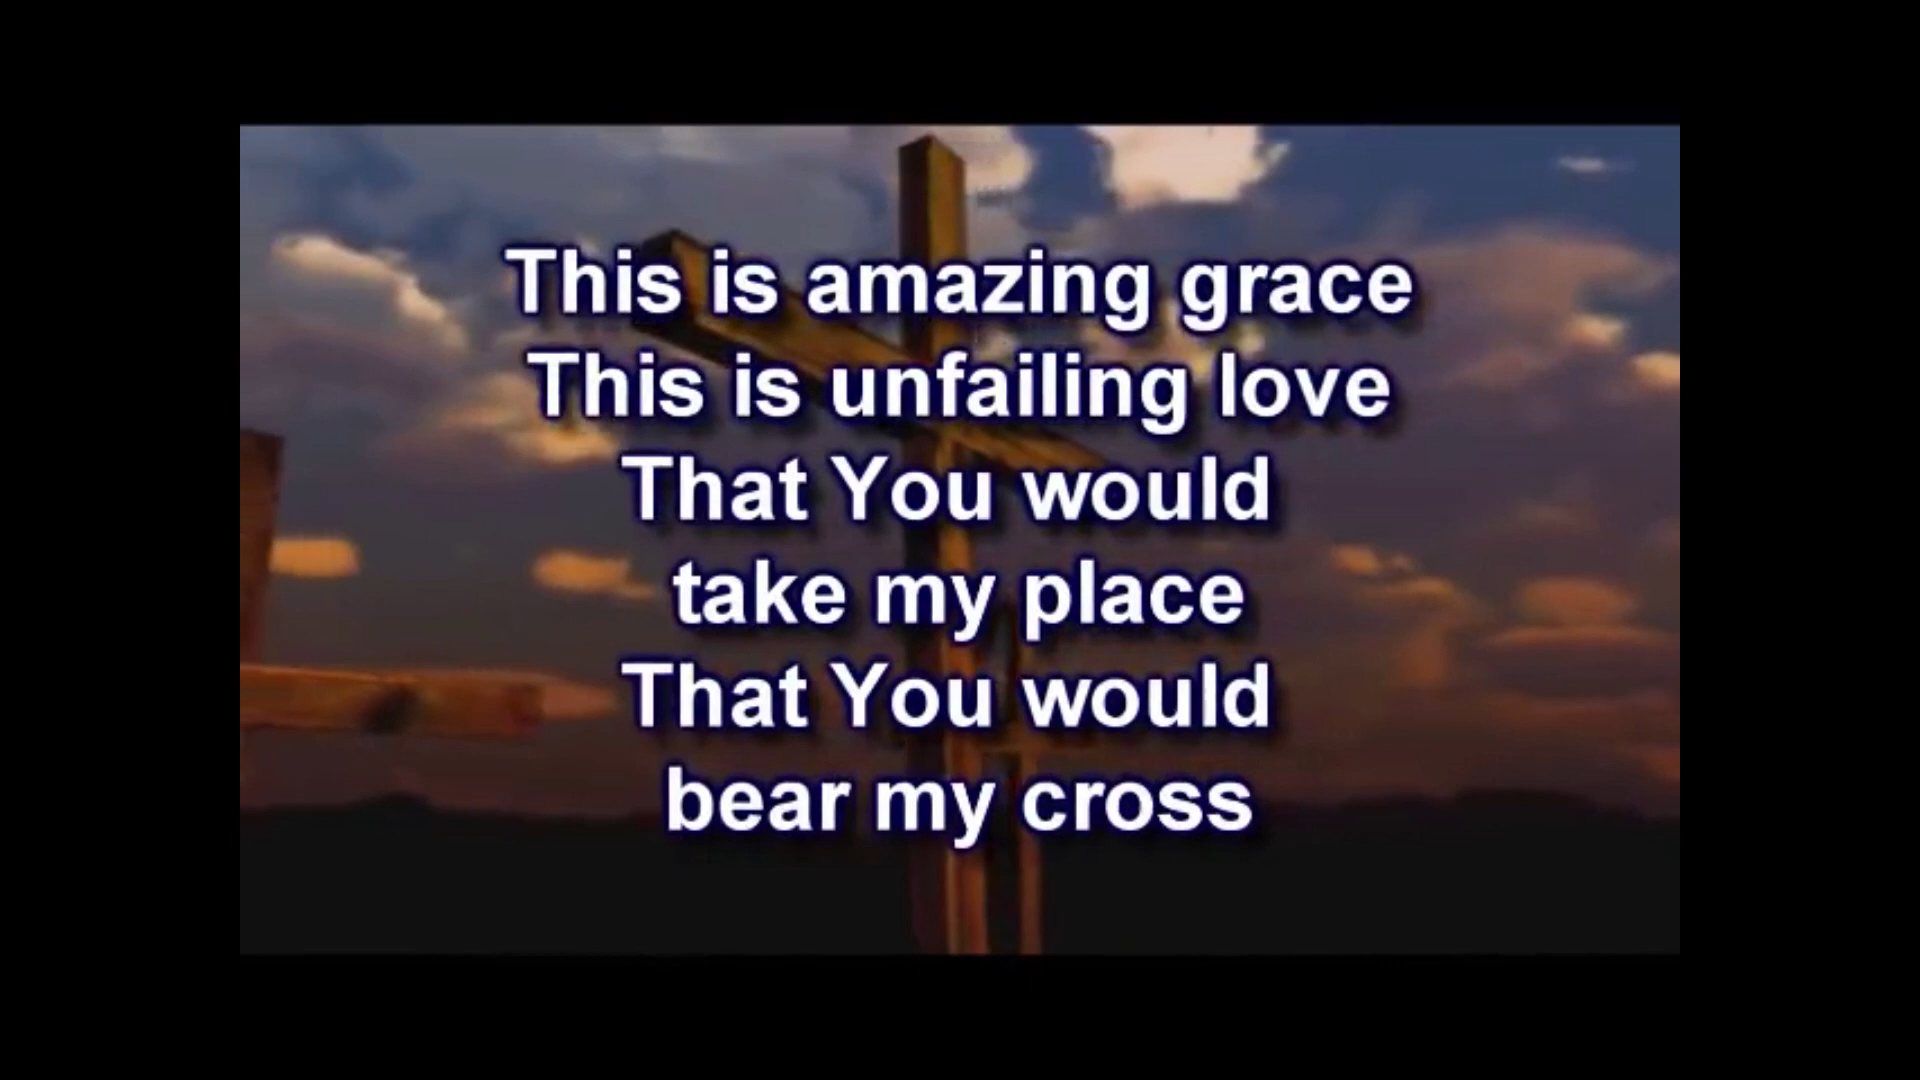 This is amazing grace
This is unfailing love
That You would
take my place
That You would
bear my cross